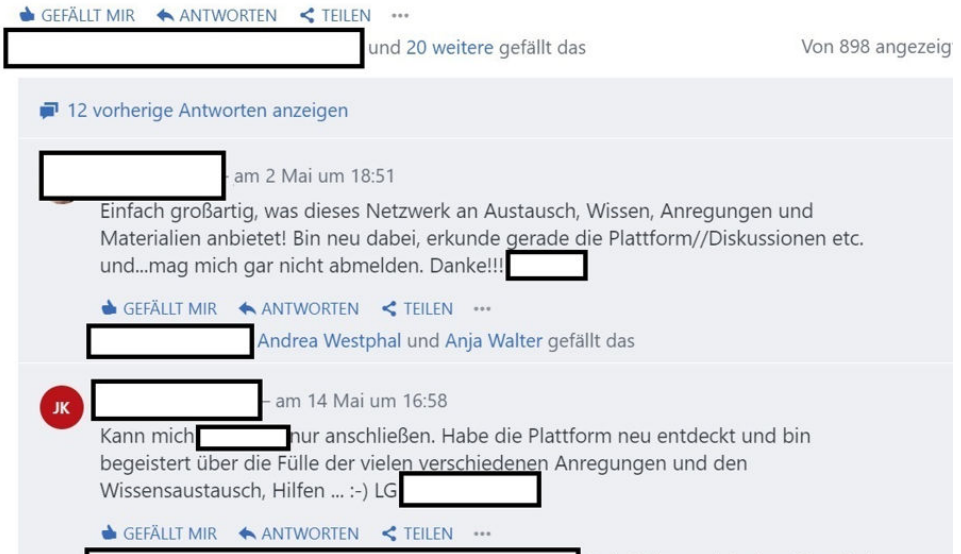 GEFÄLLT MIR ANTWORTEN TEILEN
und 20 weitere gefällt das Von 898 angezeigt
12 vorherige Antworten anzeigen
- am 2 Mai um 18:51
Einfach großartig, was dieses Netzwerk an Austausch, Wissen, Anregungen und
Materialien anbietet! Bin neu dabei, erkunde gerade die Plattform//Diskussionen etc.
und...mag mich gar nicht abmelden. Danke!!!
GEFÄLLT MIR ANTWORTEN TEILEN
Andrea Westphal und Anja Walter gefällt das
JK
– am 14 Mai um 16:58
Kann mich nur anschließen. Habe die Plattform neu entdeckt und bin
begeistert über die Fülle der vielen verschiedenen Anregungen und den
Wissensaustausch, Hilfen ... :-) LG
GEFÄLLT MIR ANTWORTEN TEILEN